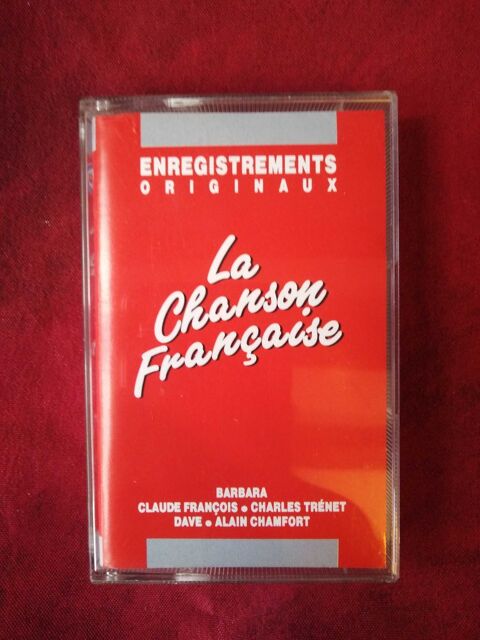 ENREGISTREMENTS
ORIGINAUX
La
Chanson
Française
BARBARA
CLAUDE FRANÇOIS • CHARLES TRÉNET
DAVE • ALAIN CHAMFORT